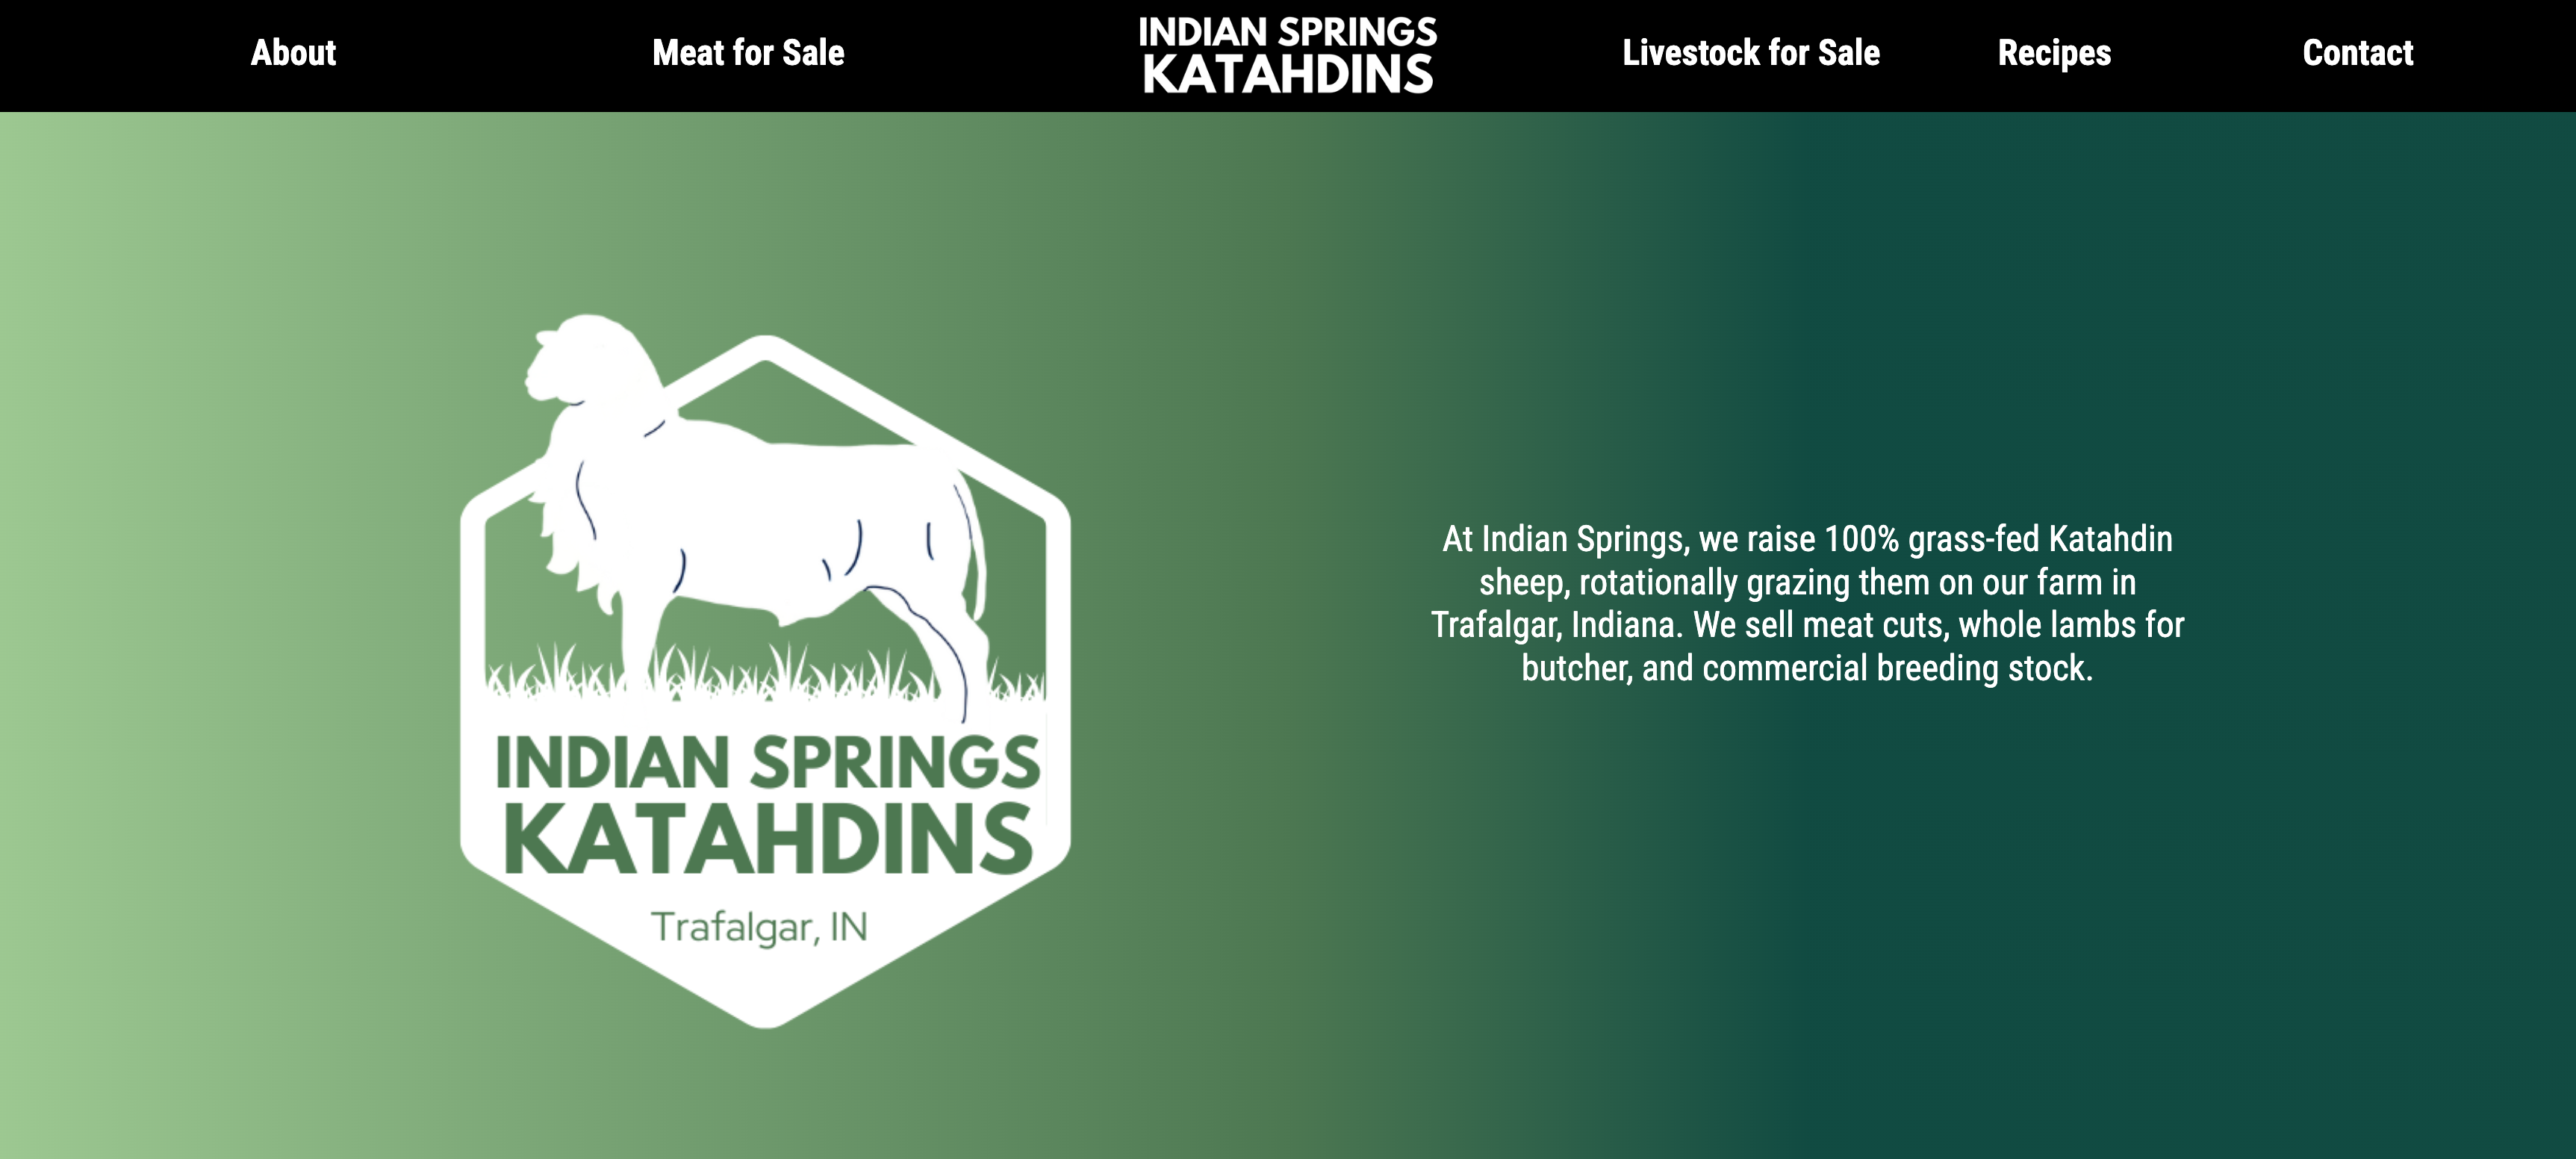 About
Meat for Sale
INDIAN SPRINGS
KATAHDINS
Livestock for Sale
Recipes
Contact
INDIAN SPRINGS
KATAHDINS
Trafalgar, IN
At Indian Springs, we raise 100% grass-fed Katahdin
sheep, rotationally grazing them on our farm in
Trafalgar, Indiana. We sell meat cuts, whole lambs for
butcher, and commercial breeding stock.